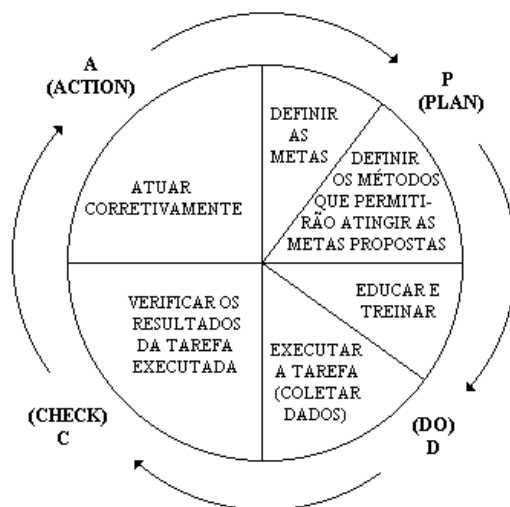 A
(ACTION)
P
(PLAN)
DEFINIR
AS
METAS
DEFINIR
OS MÉTODOS
QUE PERMITI-
RÃO ATINGIR AS
METAS PROPOSTAS
ATUAR
CORRETIVAMENTE
EDUCAR E
TREINAR
VERIFICAR OS
RESULTADOS
DA TAREFA
EXECUTADA
EXECUTAR
A TAREFA
(COLETAR
DADOS)
(CHECK)
C
(DO)
D